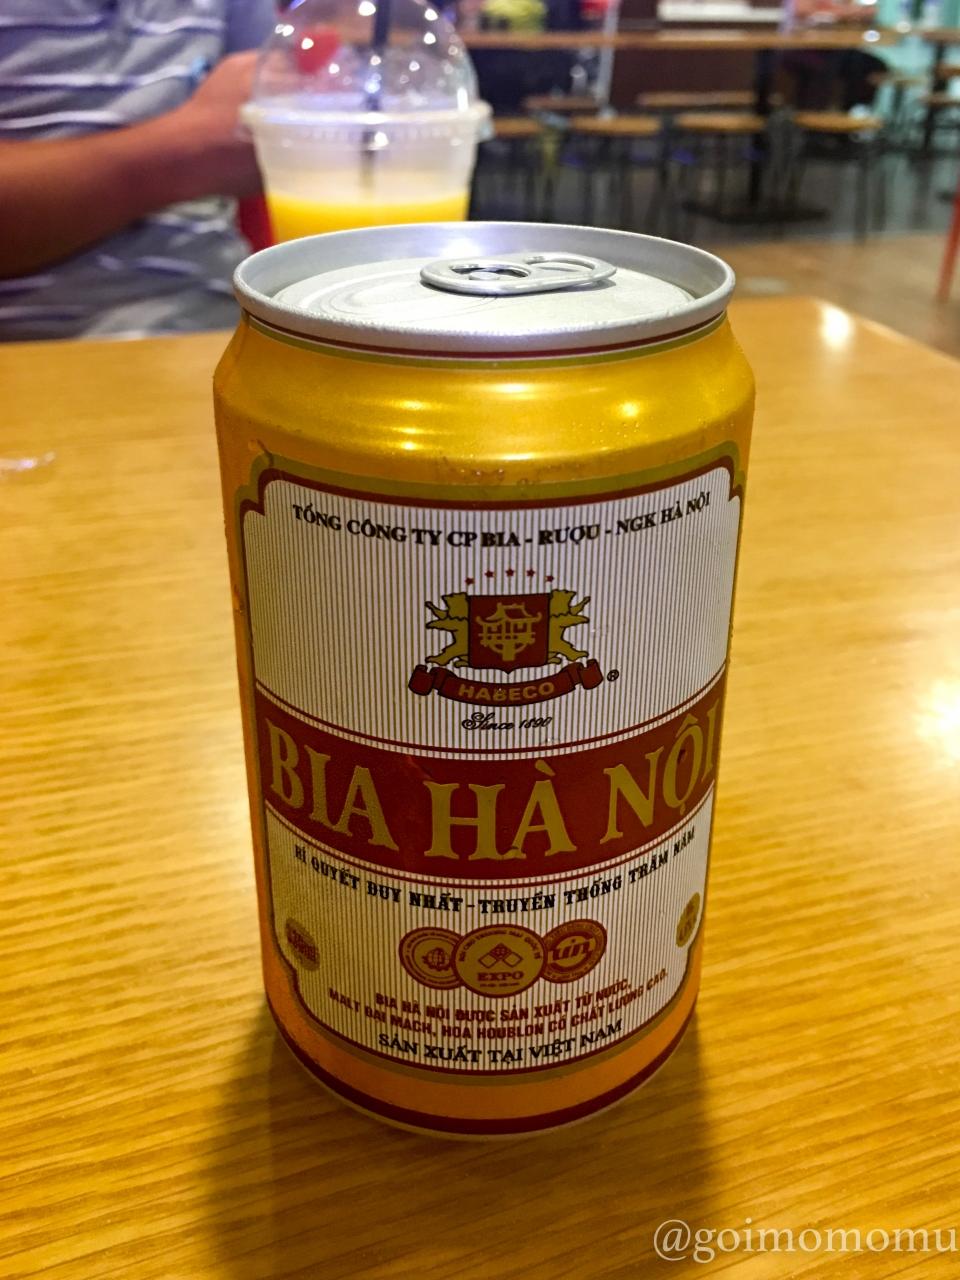 TỔNG CÔNG TY CP BIA - RƯỢU - NGK HÀ NỘI
HABECO ®
Since 1890
BIA HÀ NỘI
BÍ QUYẾT DUY NHẤT - TRUYỀN THỐNG TRĂM NĂM
EXPO
BIA HÀ NỘI ĐƯỢC SẢN XUẤT TỪ NƯỚC,
MALT ĐẠI MẠCH, HOA HOUBLON CÓ CHẤT LƯỢNG CAO.
SẢN XUẤT TẠI VIỆT NAM
@goimomomu